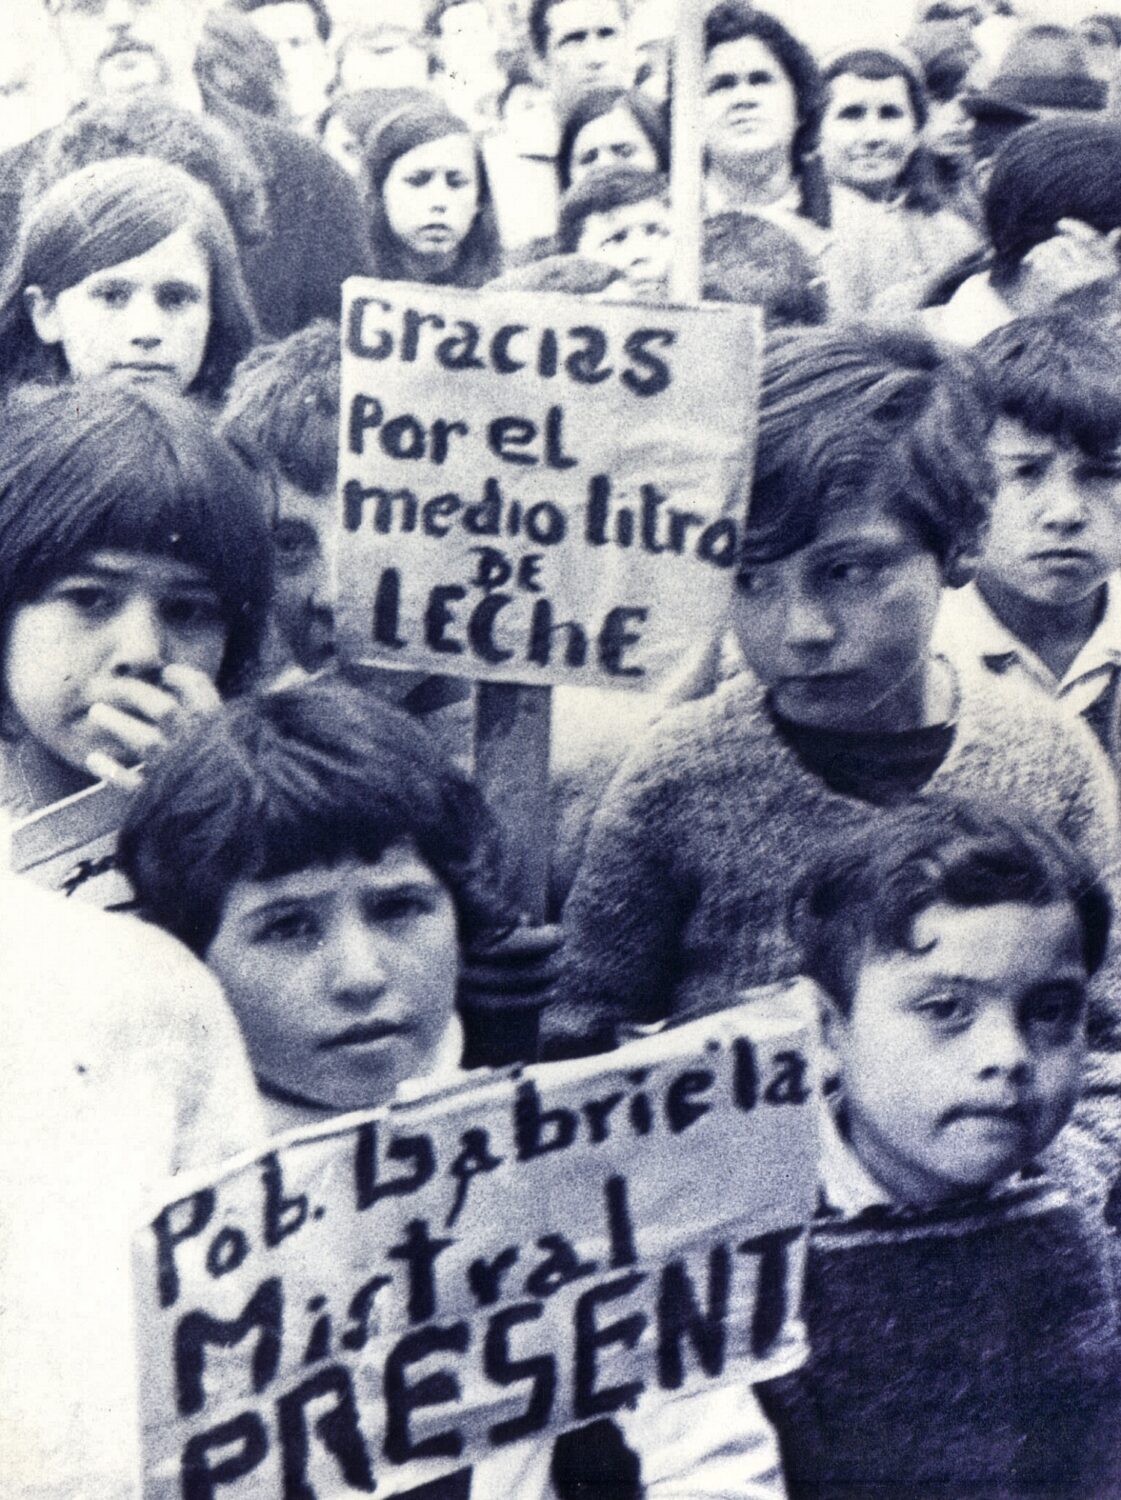 Gracias
Por el
medio litro
DE
LECHE
Pob. Gabriela
Mistral
PRESENT